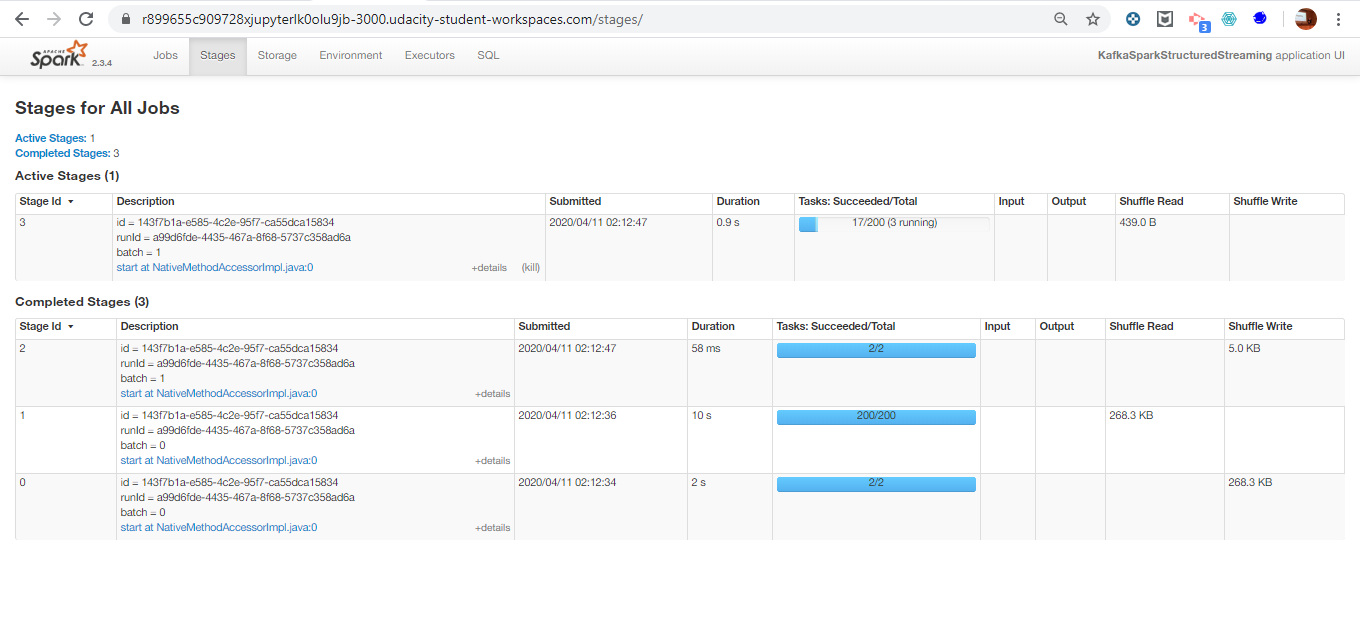 r899655c909728xjupyterlk0olu9jb-3000.udacity-student-workspaces.com/stages/
3
APACHE Spark 2.3.4 Jobs Stages Storage Environment Executors SQL KafkaSparkStructuredStreaming application UI
Stages for All Jobs
Active Stages: 1
Completed Stages: 3
Active Stages (1)
Stage Id ▾ Description Submitted Duration Tasks: Succeeded/Total Input Output Shuffle Read Shuffle Write
3 id = 143f7b1a-e585-4c2e-95f7-ca55dca15834 2020/04/11 02:12:47 0.9 s 17/200 (3 running) 439.0 B
runId = a99d6fde-4435-467a-8f68-5737c358ad6a
batch = 1
start at NativeMethodAccessorImpl.java:0 +details (kill)
Completed Stages (3)
Stage Id ▾ Description Submitted Duration Tasks: Succeeded/Total Input Output Shuffle Read Shuffle Write
2 id = 143f7b1a-e585-4c2e-95f7-ca55dca15834 2020/04/11 02:12:47 58 ms 2/2 5.0 KB
runId = a99d6fde-4435-467a-8f68-5737c358ad6a
batch = 1
start at NativeMethodAccessorImpl.java:0 +details
1 id = 143f7b1a-e585-4c2e-95f7-ca55dca15834 2020/04/11 02:12:36 10 s 200/200 268.3 KB
runId = a99d6fde-4435-467a-8f68-5737c358ad6a
batch = 0
start at NativeMethodAccessorImpl.java:0 +details
0 id = 143f7b1a-e585-4c2e-95f7-ca55dca15834 2020/04/11 02:12:34 2 s 2/2 268.3 KB
runId = a99d6fde-4435-467a-8f68-5737c358ad6a
batch = 0
start at NativeMethodAccessorImpl.java:0 +details